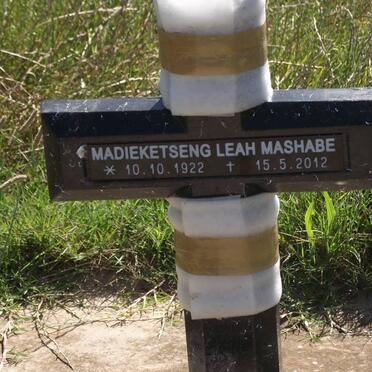 MADIEKETSENG LEAH MASHABE
* 10.10.1922 † 15.5.2012